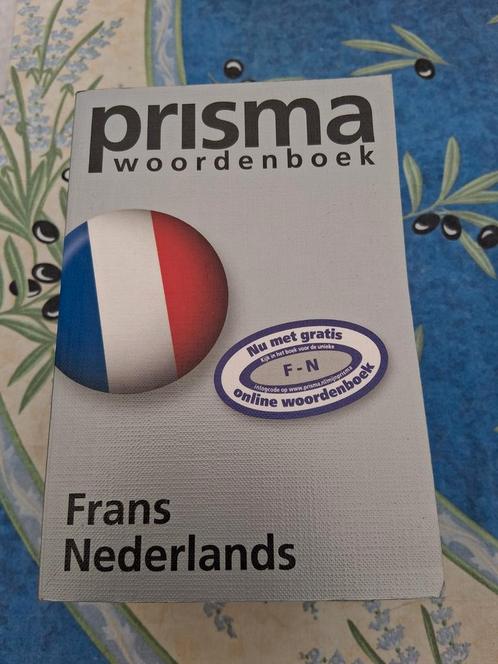 prisma
woordenboek
Nu met gratis
Kijk in het boek voor de unieke
F-N
inlogcode op www.prisma.nl/mijnprisma
online woordenboek
Frans
Nederlands